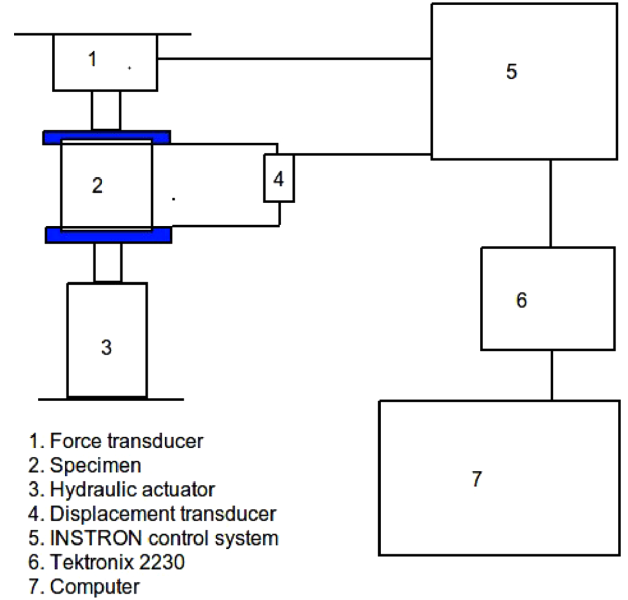 1
5
2
4
6
3
7
1. Force transducer
2. Specimen
3. Hydraulic actuator
4. Displacement transducer
5. INSTRON control system
6. Tektronix 2230
7. Computer